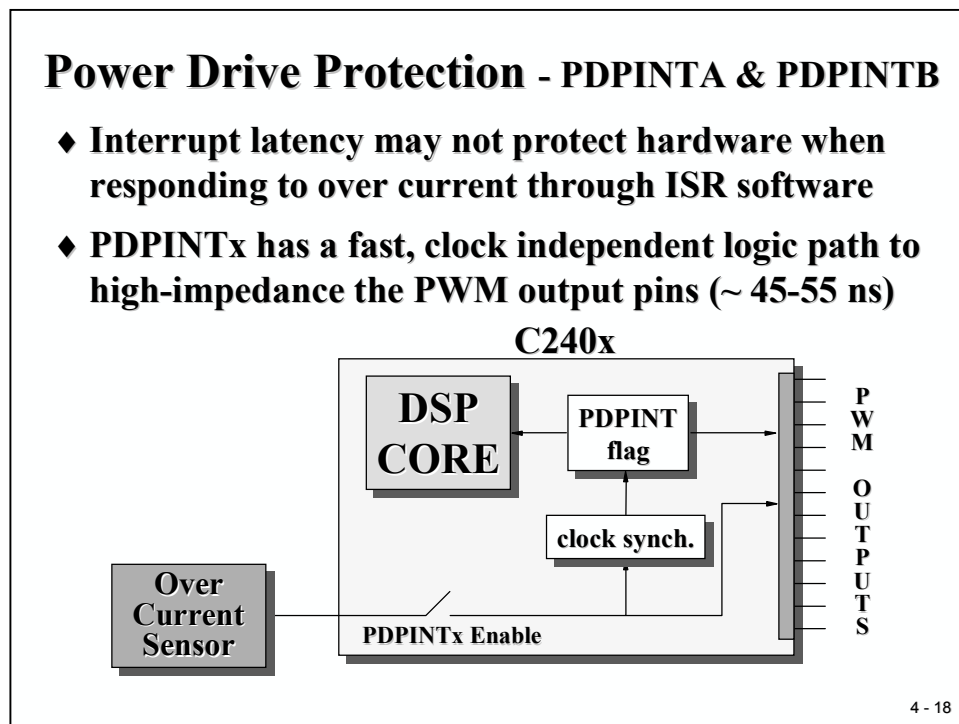 Power Drive Protection - PDPINTA & PDPINTB
♦ Interrupt latency may not protect hardware when
responding to over current through ISR software
♦ PDPINTx has a fast, clock independent logic path to
high-impedance the PWM output pins (~ 45-55 ns)
C240x
DSP
CORE
PDPINT
flag
clock synch.
Over
Current
Sensor
PDPINTx Enable
PWM OUTPUTS
4 - 18